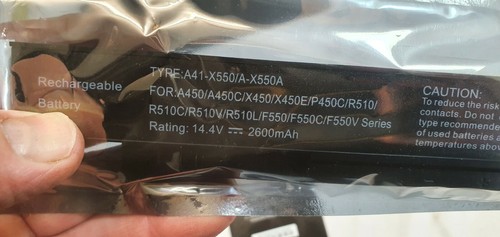 Rechargeable
Battery
TYPE:A41-X550/A-X550A
FOR:A450/A450C/X450/X450E/P450C/R510/
R510C/R510V/R510L/F550/F550C/F550V Series
Rating: 14.4V ⎓ 2600mAh
CAUTION:
To reduce the risk
contacts. Do not
type recommende
of used batteries a
temperatures abov